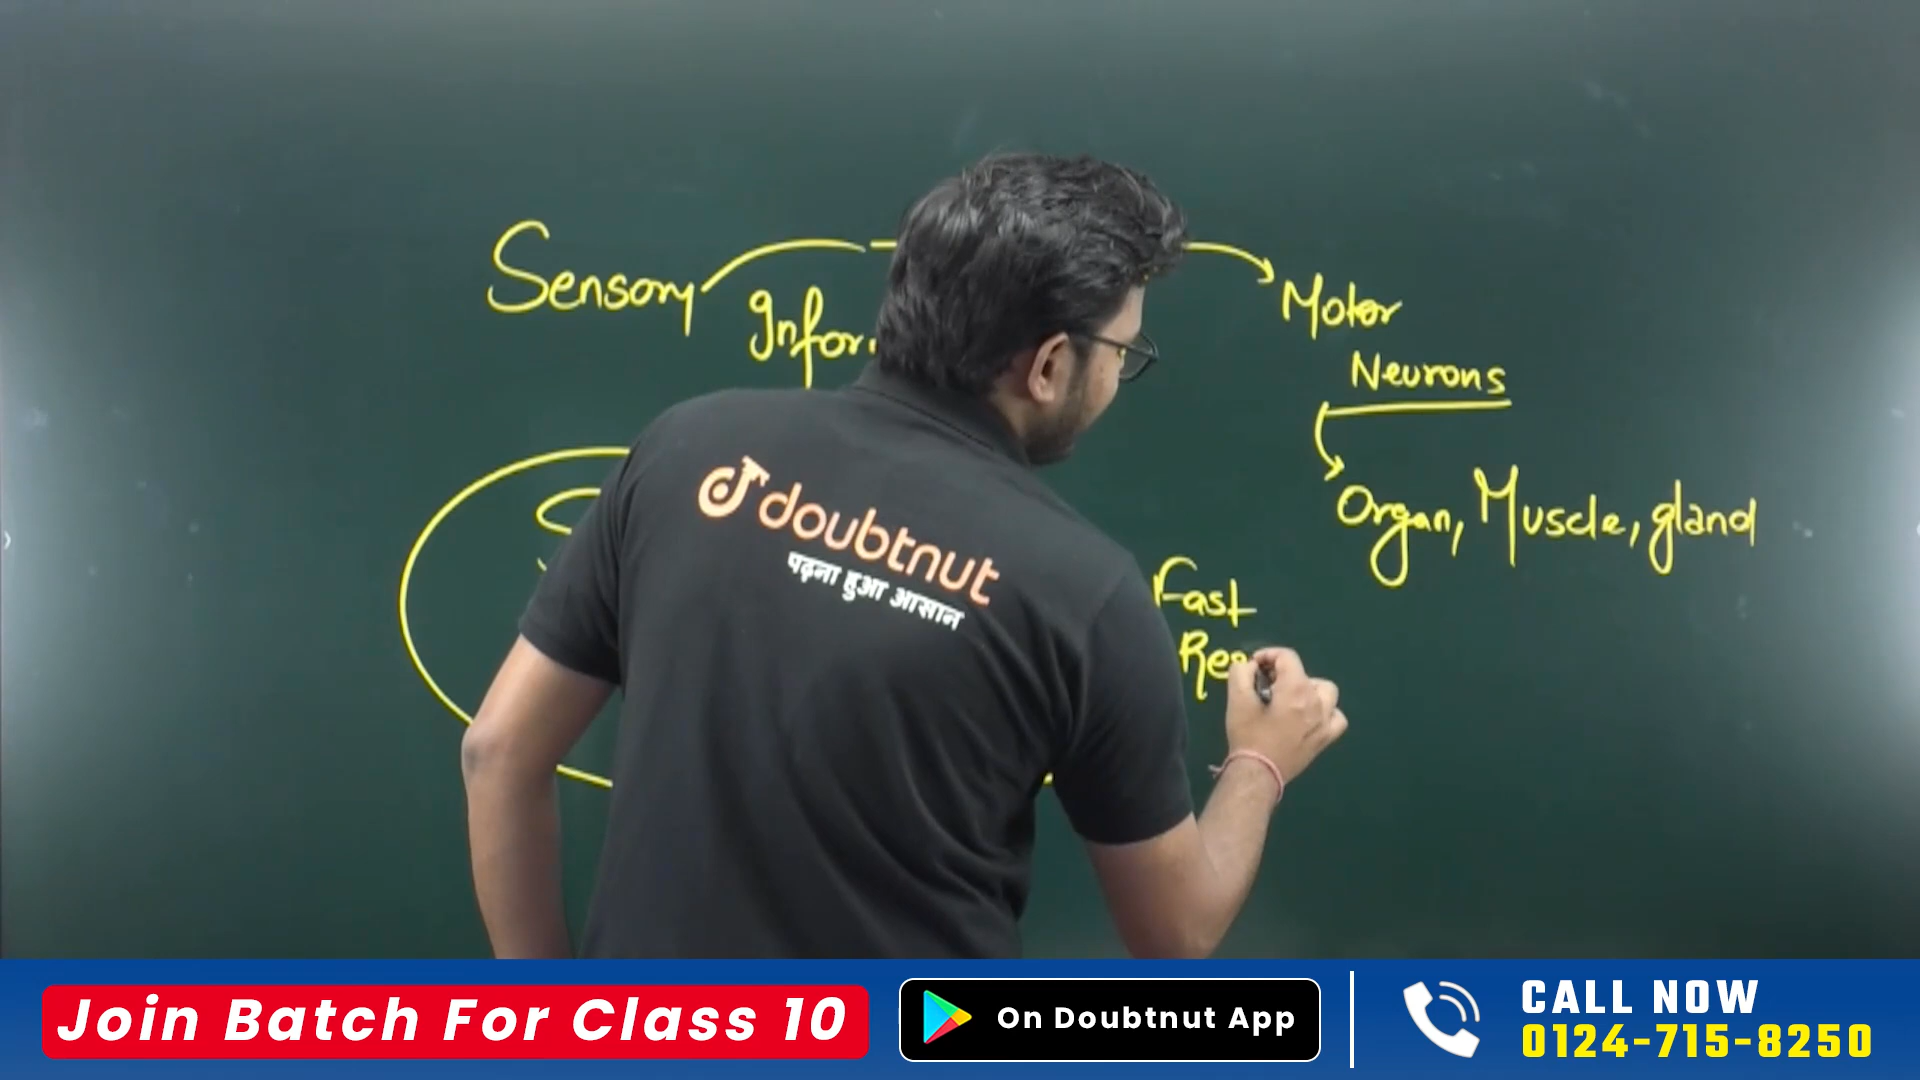 Sensory
Motor
Neurons
Organ, Muscle, gland
Fast
doubtnut
पढ़ना हुआ आसान
Join Batch For Class 10
On Doubtnut App
CALL NOW
0124-715-8250